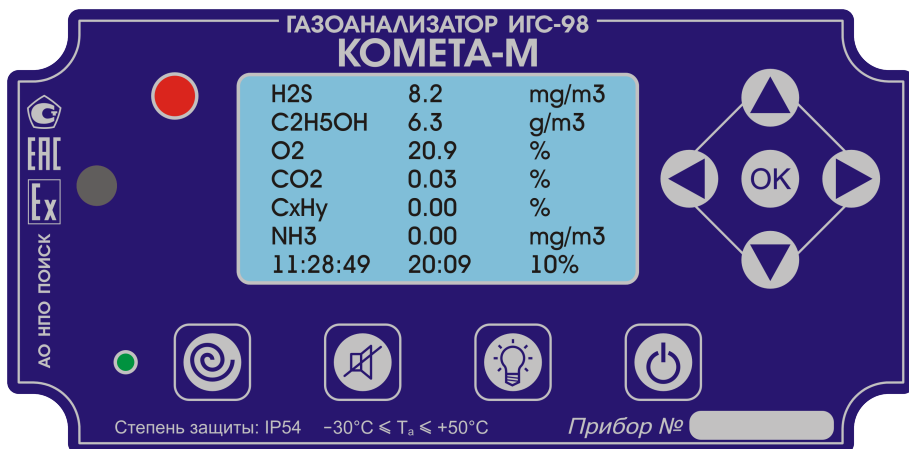 ГАЗОАНАЛИЗАТОР ИГС-98
КОМЕТА-М
H2S 8.2 mg/m3
C2H5OH 6.3 g/m3
O2 20.9 %
CO2 0.03 %
CxHy 0.00 %
NH3 0.00 mg/m3
11:28:49 20:09 10%
OK
ЕАС
Ex
АО НПО ПОИСК
Степень защиты: IP54 −30°C ⩽ Ta ⩽ +50°C
Прибор №